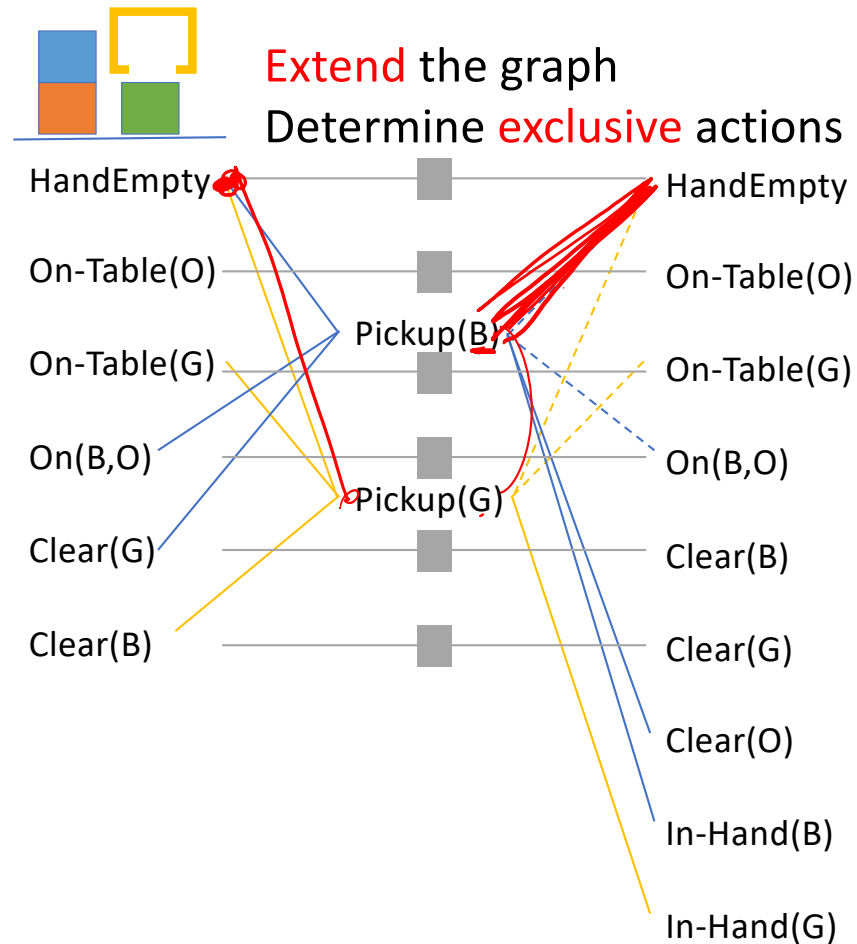 Extend the graph
Determine exclusive actions
HandEmpty
HandEmpty
On-Table(O)
On-Table(O)
Pickup(B)
On-Table(G)
On-Table(G)
On(B,O)
On(B,O)
Pickup(G)
Clear(G)
Clear(B)
Clear(B)
Clear(G)
Clear(O)
In-Hand(B)
In-Hand(G)